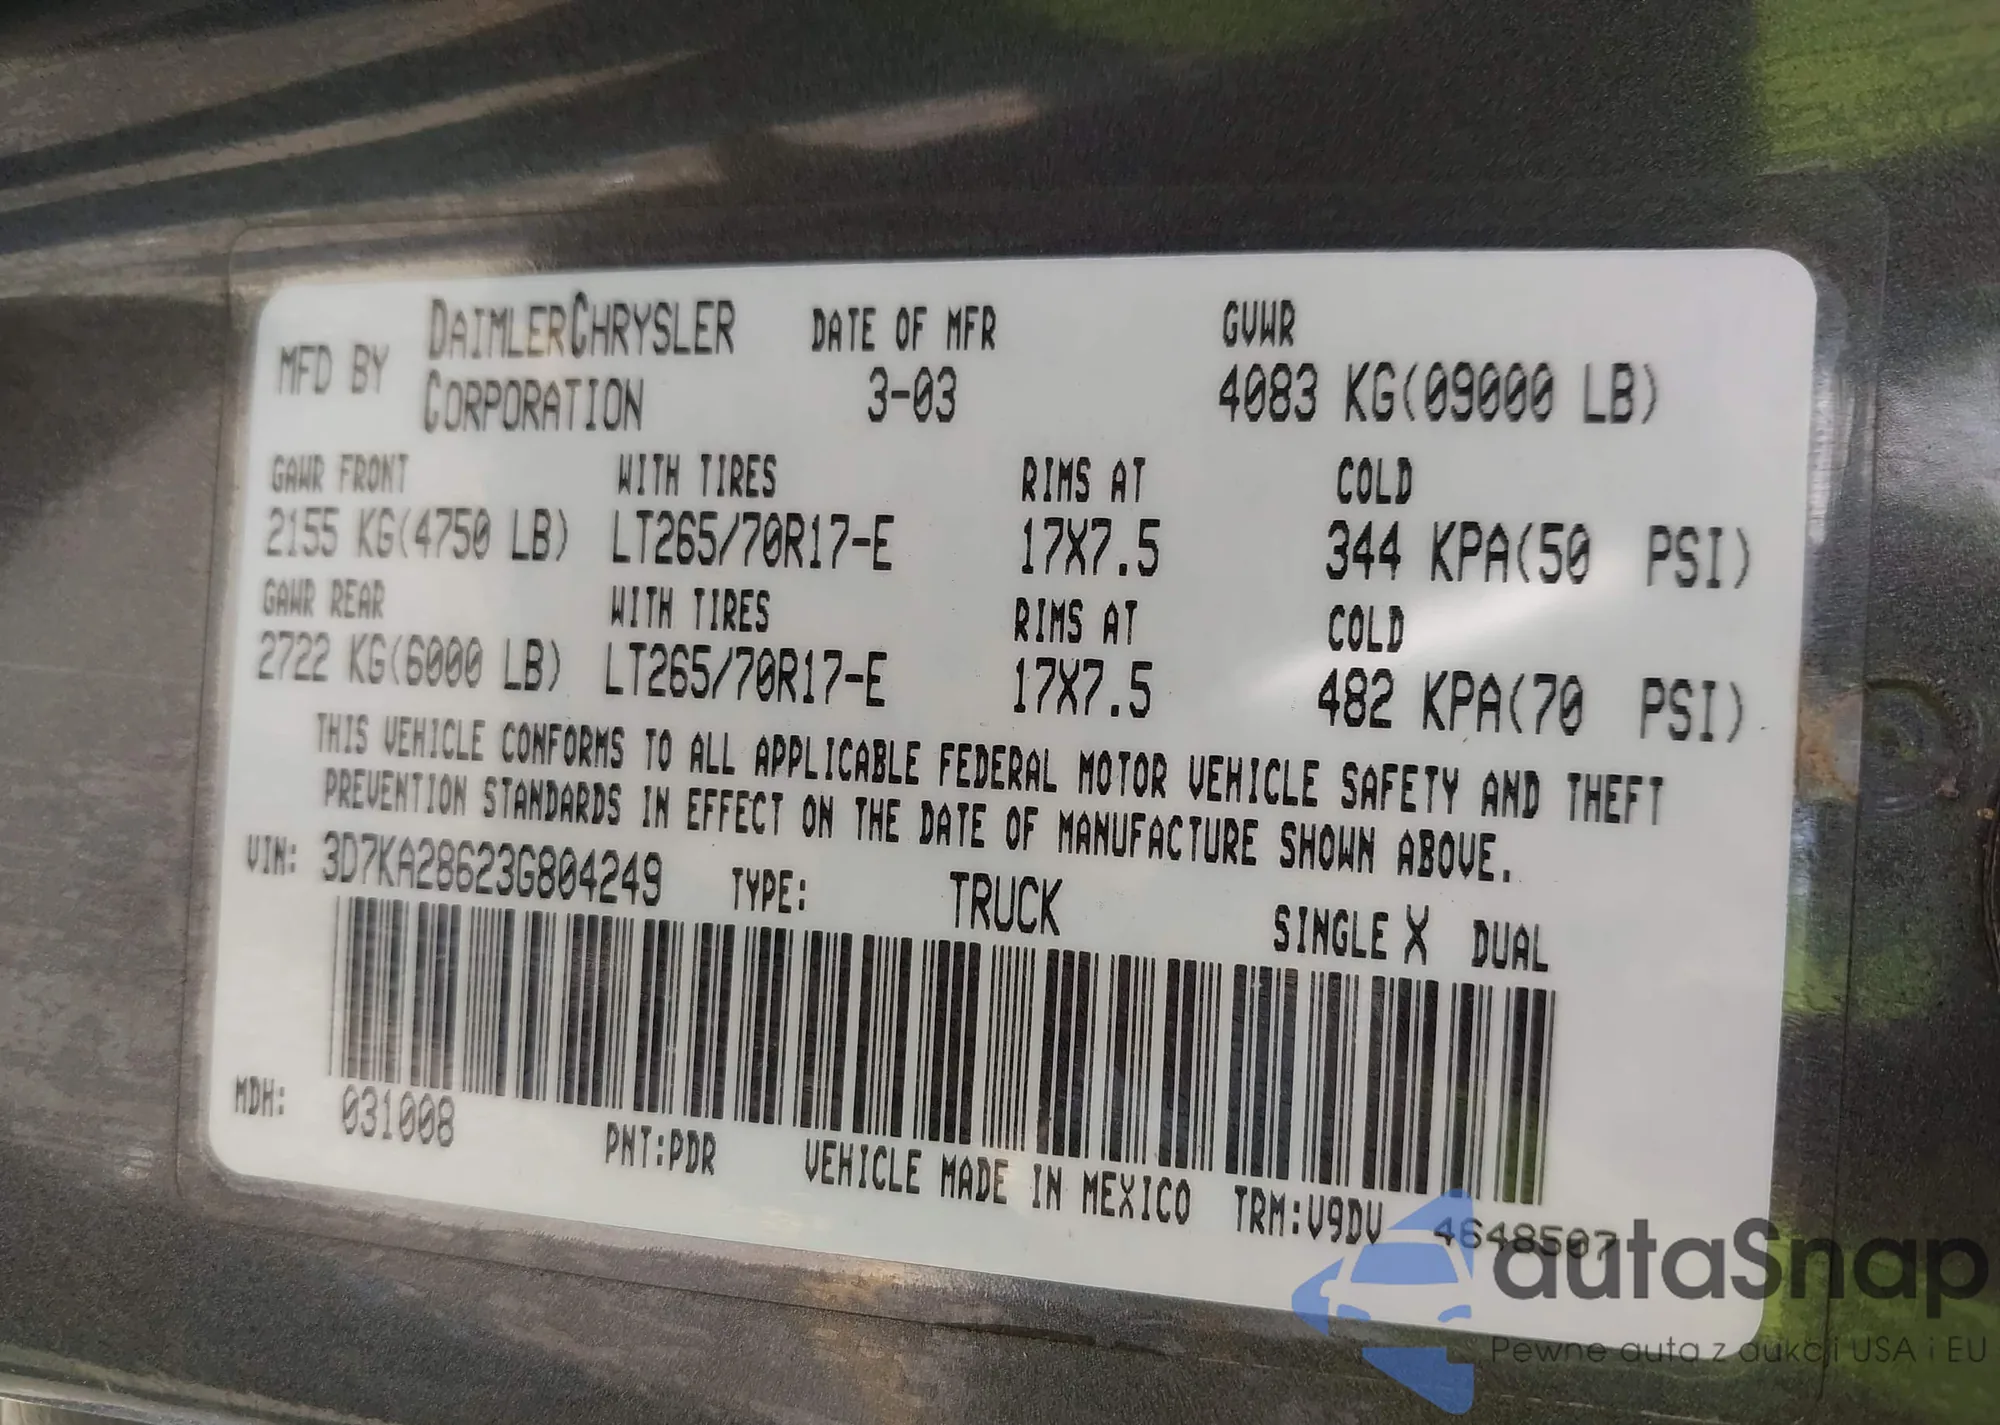 MFD BY DAIMLERCHRYSLER CORPORATION DATE OF MFR 3-03 GVWR 4083 KG(09000 LB)
GAWR FRONT WITH TIRES RIMS AT COLD
2155 KG(4750 LB) LT265/70R17-E 17X7.5 344 KPA(50 PSI)
GAWR REAR WITH TIRES RIMS AT COLD
2722 KG(6000 LB) LT265/70R17-E 17X7.5 482 KPA(70 PSI)
THIS VEHICLE CONFORMS TO ALL APPLICABLE FEDERAL MOTOR VEHICLE SAFETY AND THEFT
PREVENTION STANDARDS IN EFFECT ON THE DATE OF MANUFACTURE SHOWN ABOVE.
VIN: 3D7KA28623G804249 TYPE: TRUCK SINGLE X DUAL
MDH: 031008 PNT:PDR VEHICLE MADE IN MEXICO TRM:V9DV 4648507
autaSnap
Pewne auta z aukcji USA i EU